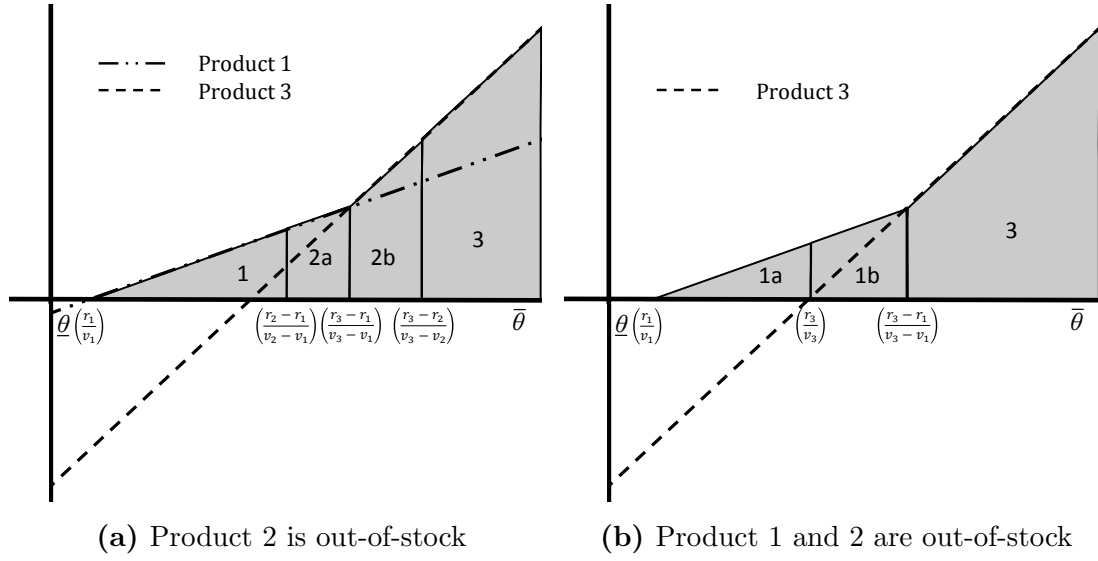 Product 1
Product 3
1
2a
2b
3
θ (r₁/v₁) ((r₂ − r₁)/(v₂ − v₁)) ((r₃ − r₁)/(v₃ − v₁)) ((r₃ − r₂)/(v₃ − v₂)) θ̅
(a) Product 2 is out-of-stock
Product 3
1a
1b
3
θ (r₁/v₁) (r₃/v₃) ((r₃ − r₁)/(v₃ − v₁)) θ̅
(b) Product 1 and 2 are out-of-stock